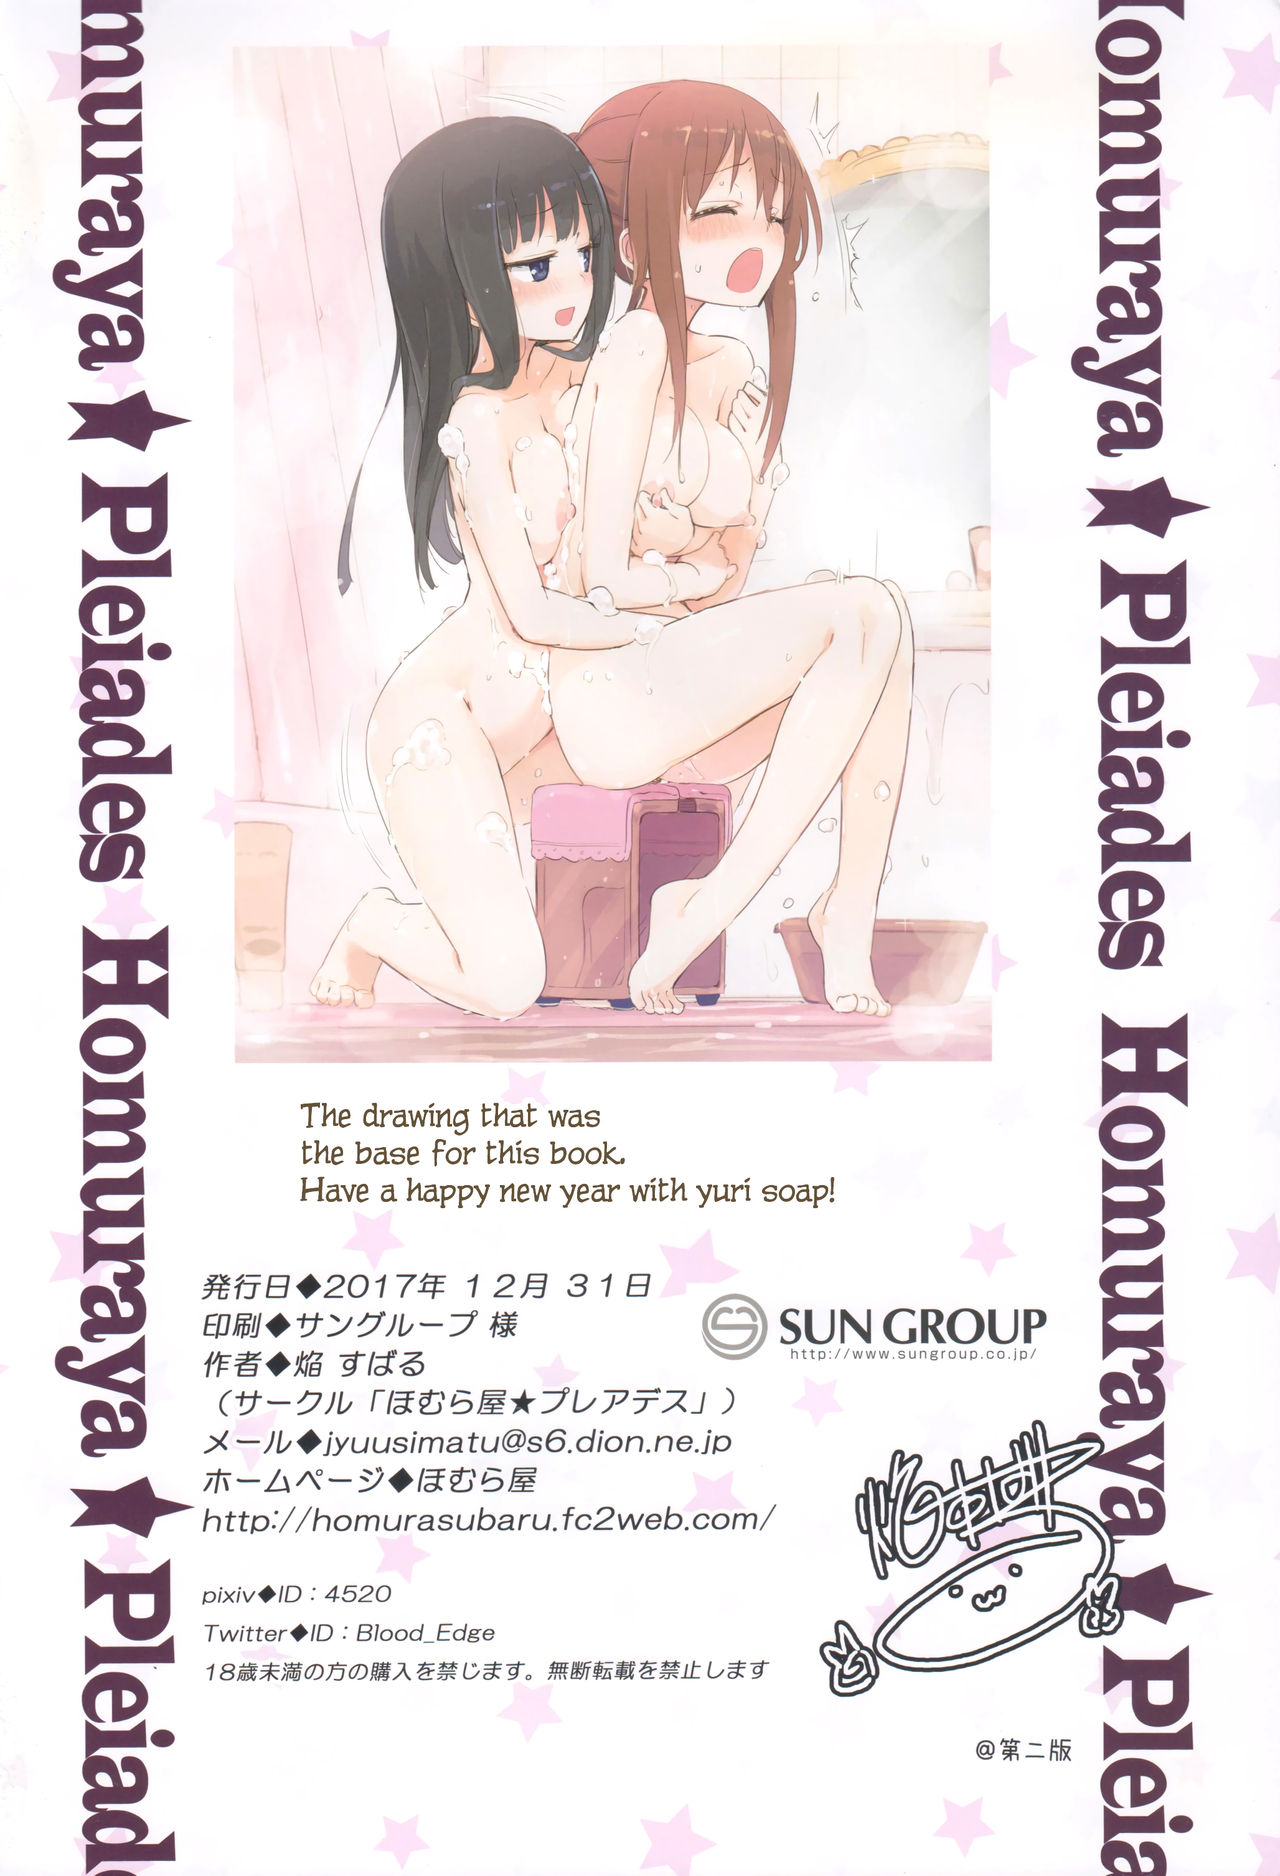 Homuraya ★ Pleiades Homuraya ★ Pleiades
The drawing that was
the base for this book.
Have a happy new year with yuri soap!
発行日◆2017年 12月 31日
印刷◆サングループ 様
作者◆焔 すばる
（サークル「ほむら屋★プレアデス」）
メール◆jyuusimatu@s6.dion.ne.jp
ホームページ◆ほむら屋
http://homurasubaru.fc2web.com/
SUN GROUP
http://www.sungroup.co.jp/
pixiv◆ID：4520
Twitter◆ID：Blood_Edge
18歳未満の方の購入を禁じます。無断転載を禁止します
@第二版
Homuraya ★ Pleiades Homuraya ★ Pleia